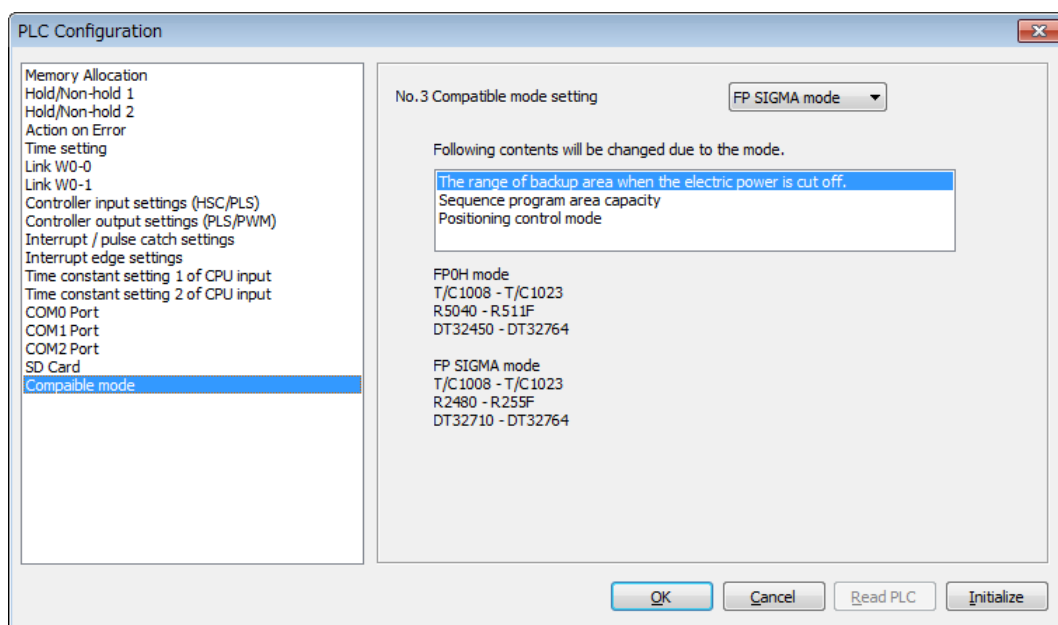 PLC Configuration
Memory Allocation
Hold/Non-hold 1
Hold/Non-hold 2
Action on Error
Time setting
Link W0-0
Link W0-1
Controller input settings (HSC/PLS)
Controller output settings (PLS/PWM)
Interrupt / pulse catch settings
Interrupt edge settings
Time constant setting 1 of CPU input
Time constant setting 2 of CPU input
COM0 Port
COM1 Port
COM2 Port
SD Card
Compaible mode
No.3 Compatible mode setting
FP SIGMA mode
Following contents will be changed due to the mode.
The range of backup area when the electric power is cut off.
Sequence program area capacity
Positioning control mode
FP0H mode
T/C1008 - T/C1023
R5040 - R511F
DT32450 - DT32764
FP SIGMA mode
T/C1008 - T/C1023
R2480 - R255F
DT32710 - DT32764
OK
Cancel
Read PLC
Initialize